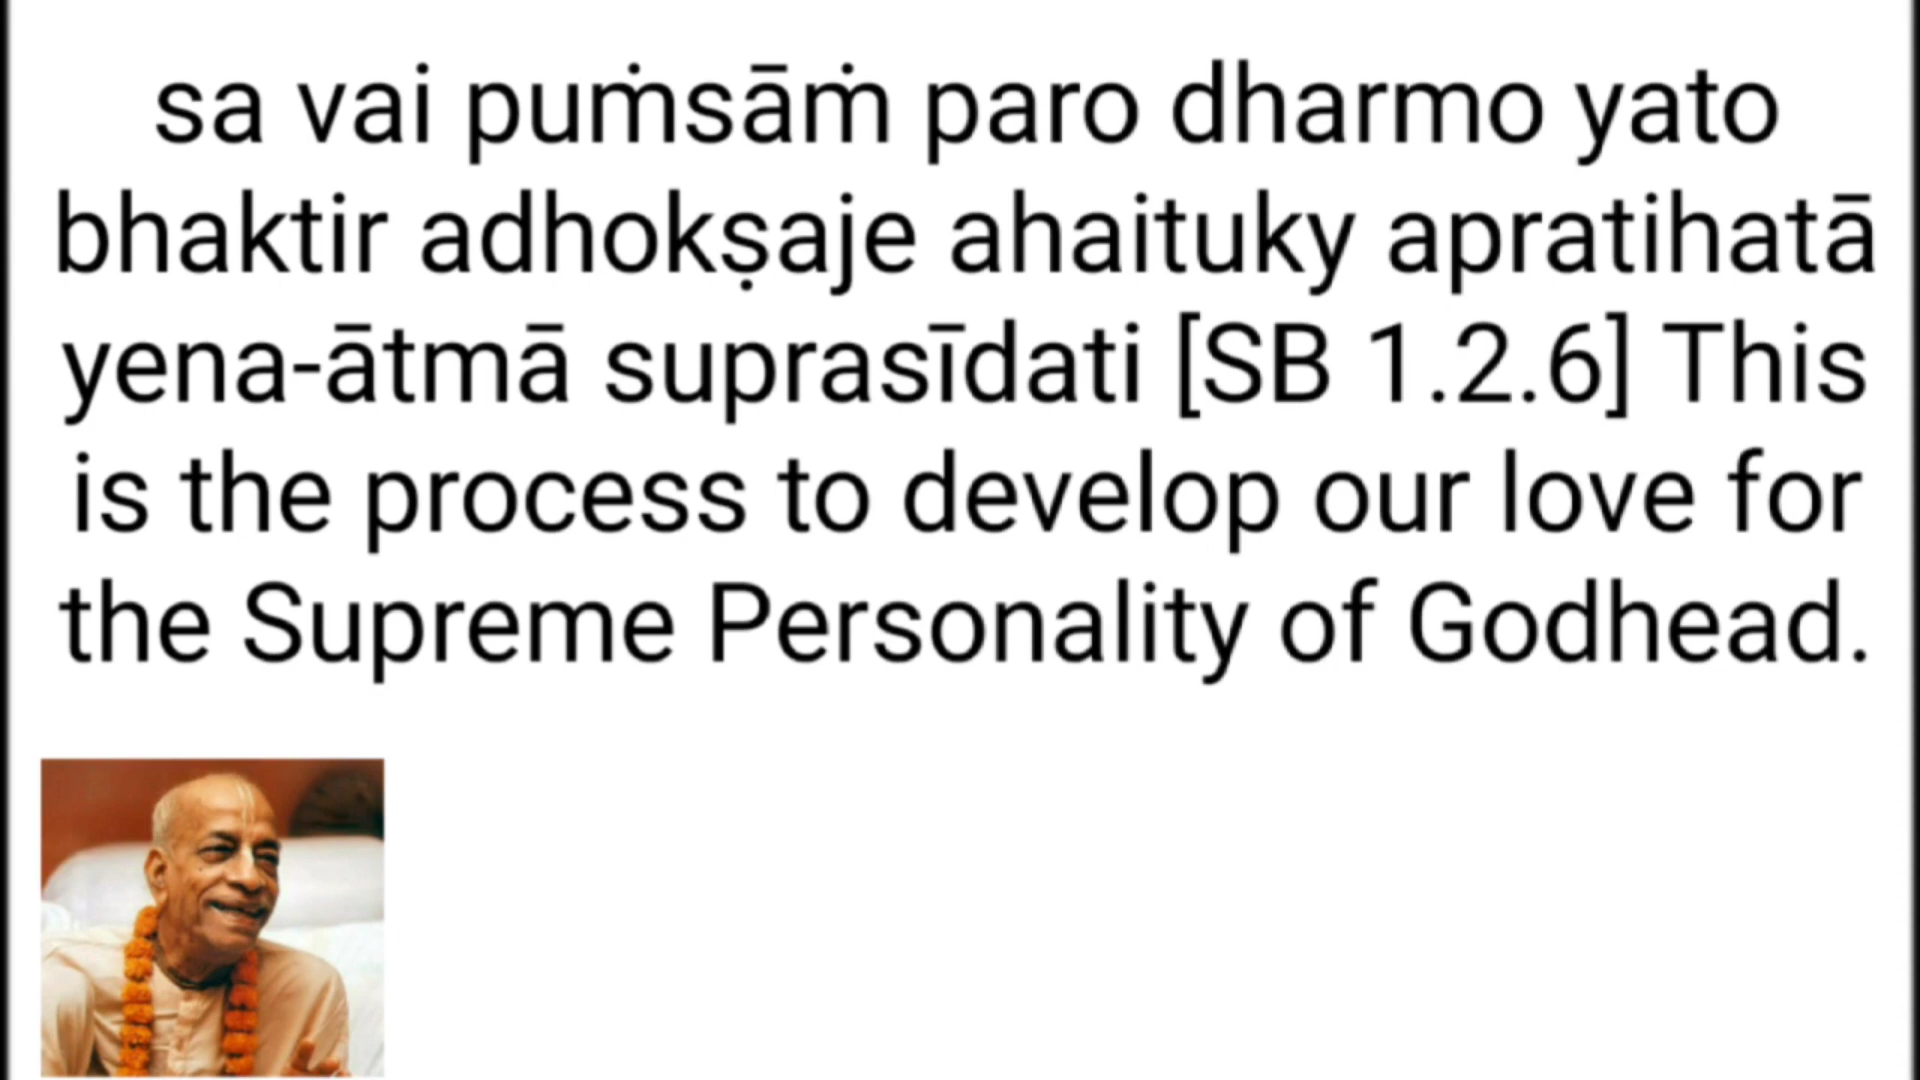 sa vai puṁsāṁ paro dharmo yato
bhaktir adhokṣaje ahaituky apratihatā
yena-ātmā suprasīdati [SB 1.2.6] This
is the process to develop our love for
the Supreme Personality of Godhead.